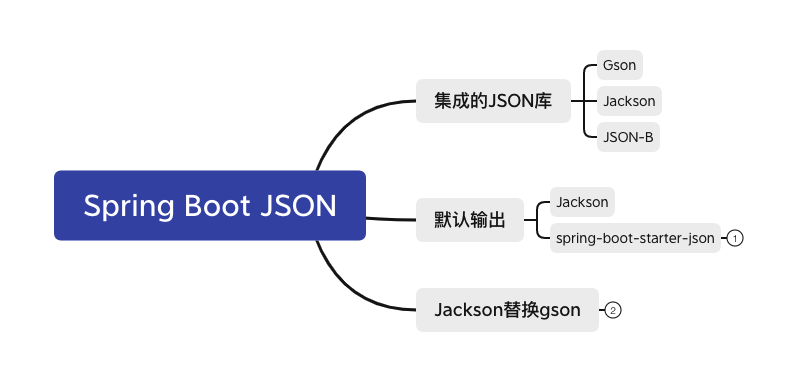 Spring Boot JSON
集成的JSON库
Gson
Jackson
JSON-B
默认输出
Jackson
spring-boot-starter-json
1
Jackson替换gson
2